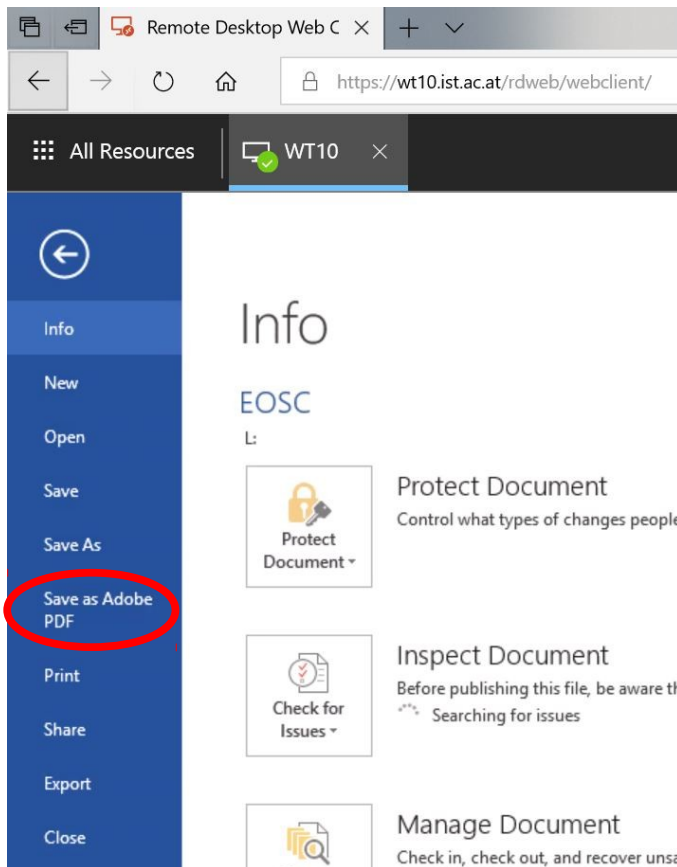 Remote Desktop Web C
https://wt10.ist.ac.at/rdweb/webclient/
All Resources
WT10
Info
New
Open
Save
Save As
Save as Adobe
PDF
Print
Share
Export
Close
Info
EOSC
L:
Protect
Document
Protect Document
Control what types of changes people
Check for
Issues
Inspect Document
Before publishing this file, be aware th
Searching for issues
Manage Document
Check in, check out, and recover unsa